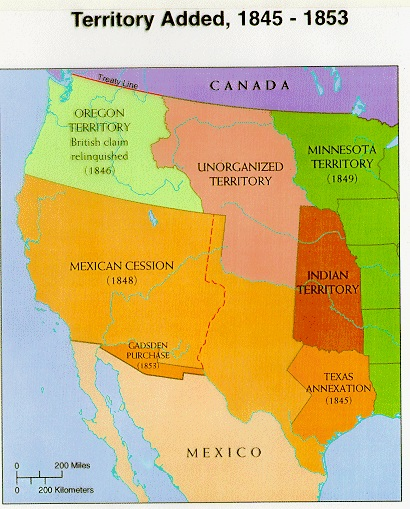 Territory Added, 1845 - 1853
Treaty Line
CANADA
OREGON
TERRITORY
British claim
relinquished
(1846)
MINNESOTA
TERRITORY
(1849)
UNORGANIZED
TERRITORY
MEXICAN CESSION
(1848)
INDIAN
TERRITORY
GADSDEN
PURCHASE
(1853)
TEXAS
ANNEXATION
(1845)
MEXICO
0 200 Miles
0 200 Kilometers